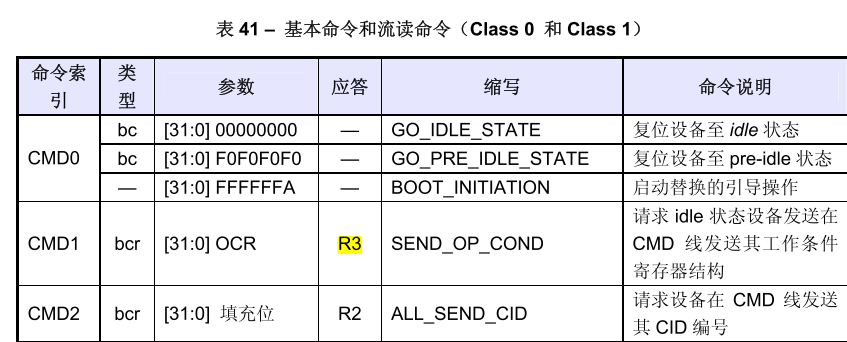 表 41 – 基本命令和流读命令（Class 0 和 Class 1）
命令索引 类型 参数 应答 缩写 命令说明
CMD0 bc [31:0] 00000000 — GO_IDLE_STATE 复位设备至 idle 状态
bc [31:0] F0F0F0F0 — GO_PRE_IDLE_STATE 复位设备至 pre-idle 状态
— [31:0] FFFFFFA — BOOT_INITIATION 启动替换的引导操作
CMD1 bcr [31:0] OCR R3 SEND_OP_COND 请求 idle 状态设备发送在
CMD 线发送其工作条件
寄存器结构
CMD2 bcr [31:0] 填充位 R2 ALL_SEND_CID 请求设备在 CMD 线发送
其 CID 编号